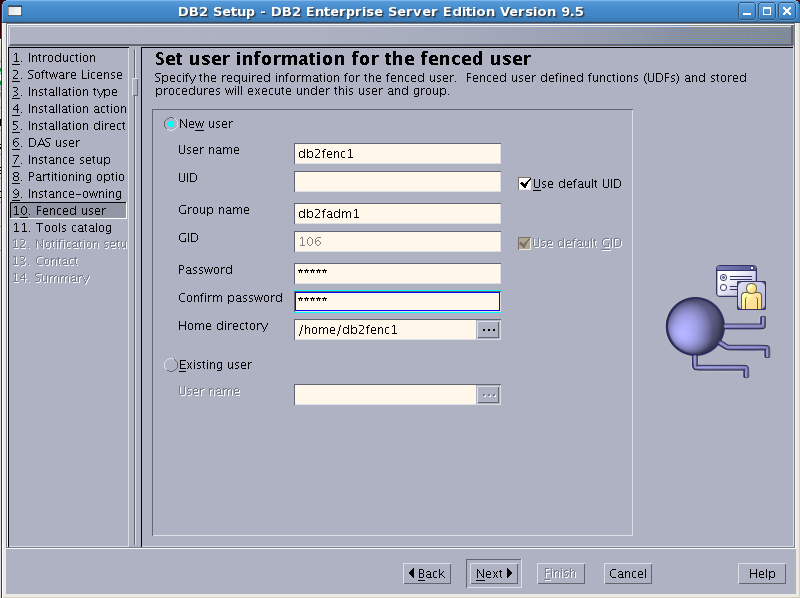 DB2 Setup - DB2 Enterprise Server Edition Version 9.5
1. Introduction
2. Software License
3. Installation type
4. Installation action
5. Installation direct
6. DAS user
7. Instance setup
8. Partitioning optio
9. Instance-owning
10. Fenced user
11. Tools catalog
12. Notification setu
13. Contact
14. Summary
Set user information for the fenced user
Specify the required information for the fenced user. Fenced user defined functions (UDFs) and stored
procedures will execute under this user and group.
New user
User name db2fenc1
UID Use default UID
Group name db2fadm1
GID 106 Use default GID
Password *****
Confirm password *****
Home directory /home/db2fenc1 ...
Existing user
User name ...
Back Next Finish Cancel Help